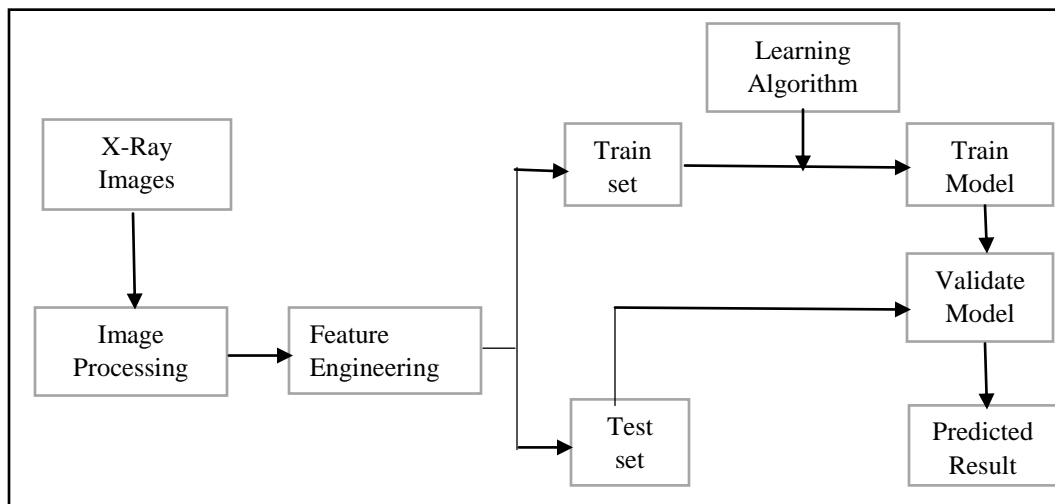 Learning
Algorithm
X-Ray
Images
Train
set
Train
Model
Validate
Model
Image
Processing
Feature
Engineering
Test
set
Predicted
Result